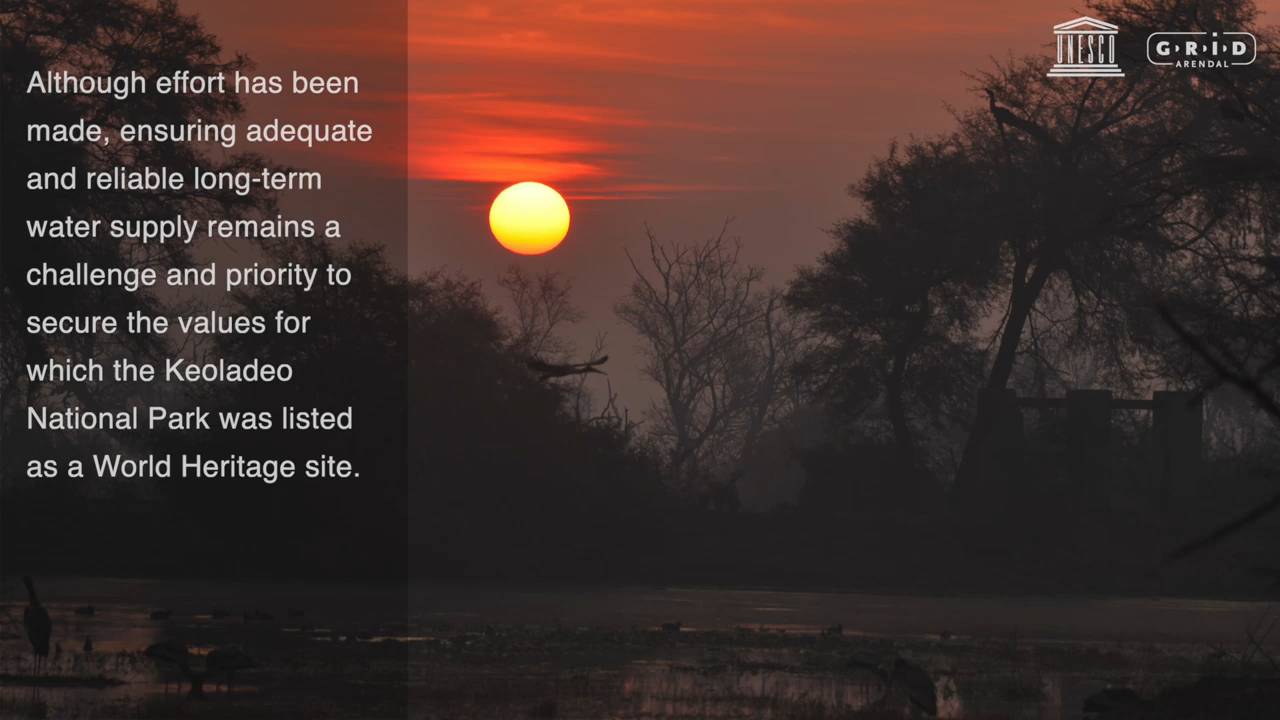 Although effort has been
made, ensuring adequate
and reliable long-term
water supply remains a
challenge and priority to
secure the values for
which the Keoladeo
National Park was listed
as a World Heritage site.
UNESCO
GRID
ARENDAL